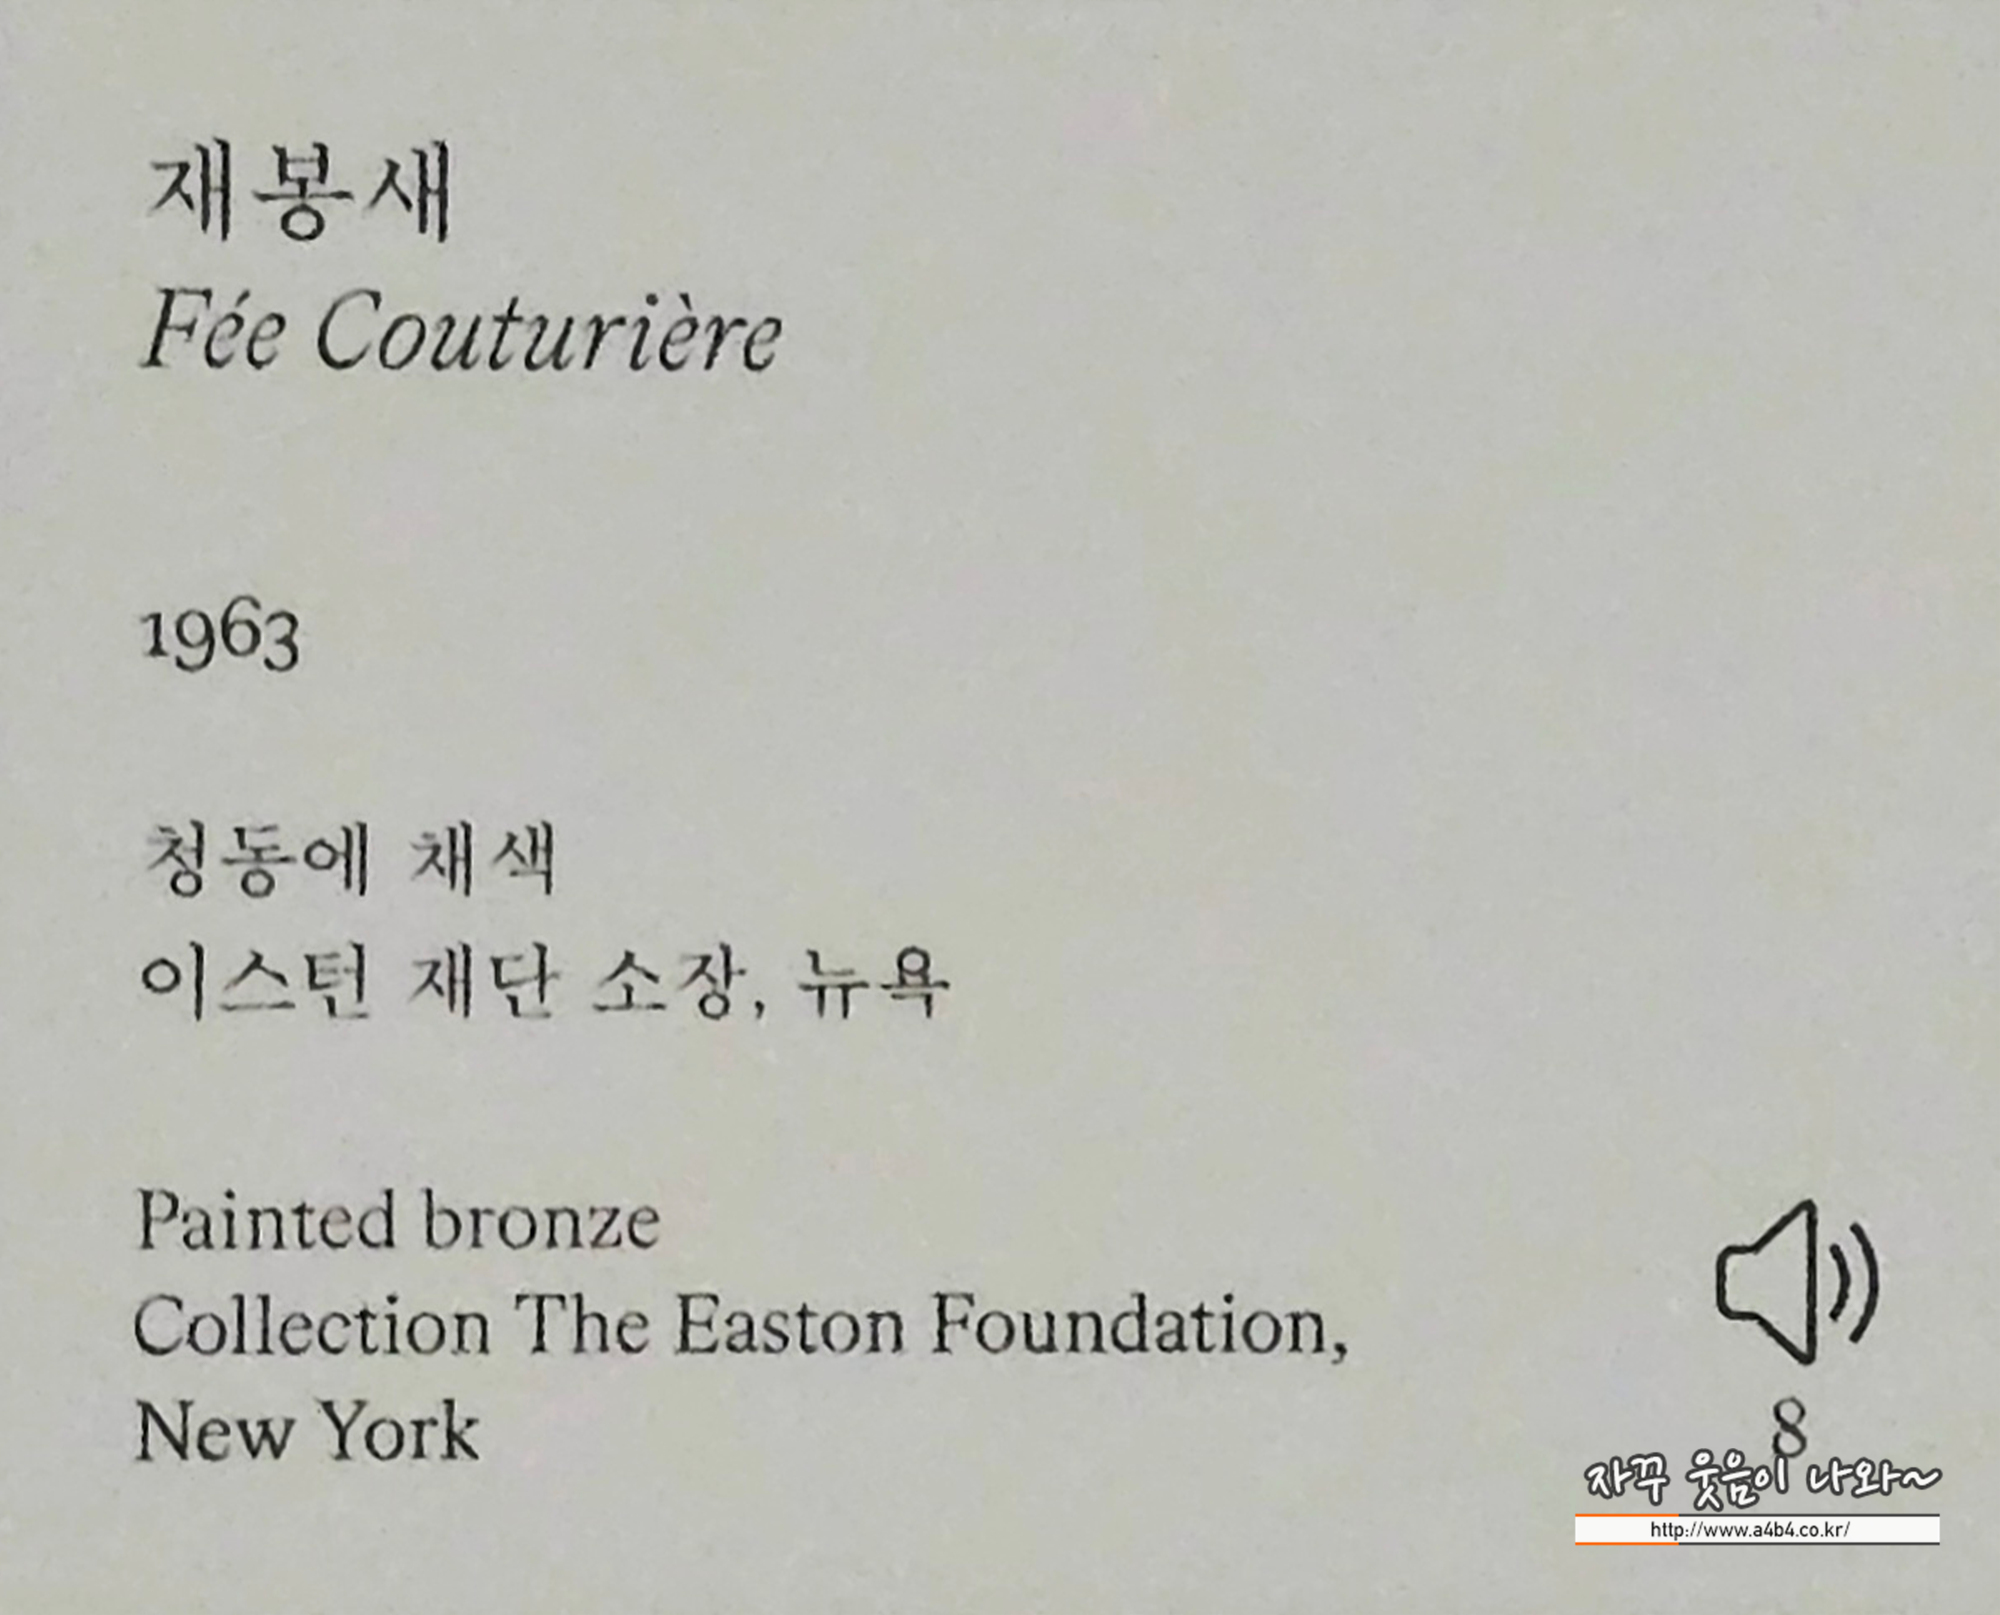 재봉새
Fée Couturière
1963
청동에 채색
이스턴 재단 소장, 뉴욕
Painted bronze
Collection The Easton Foundation,
New York
8
자꾸 웃음이 나와~
http://www.a4b4.co.kr/